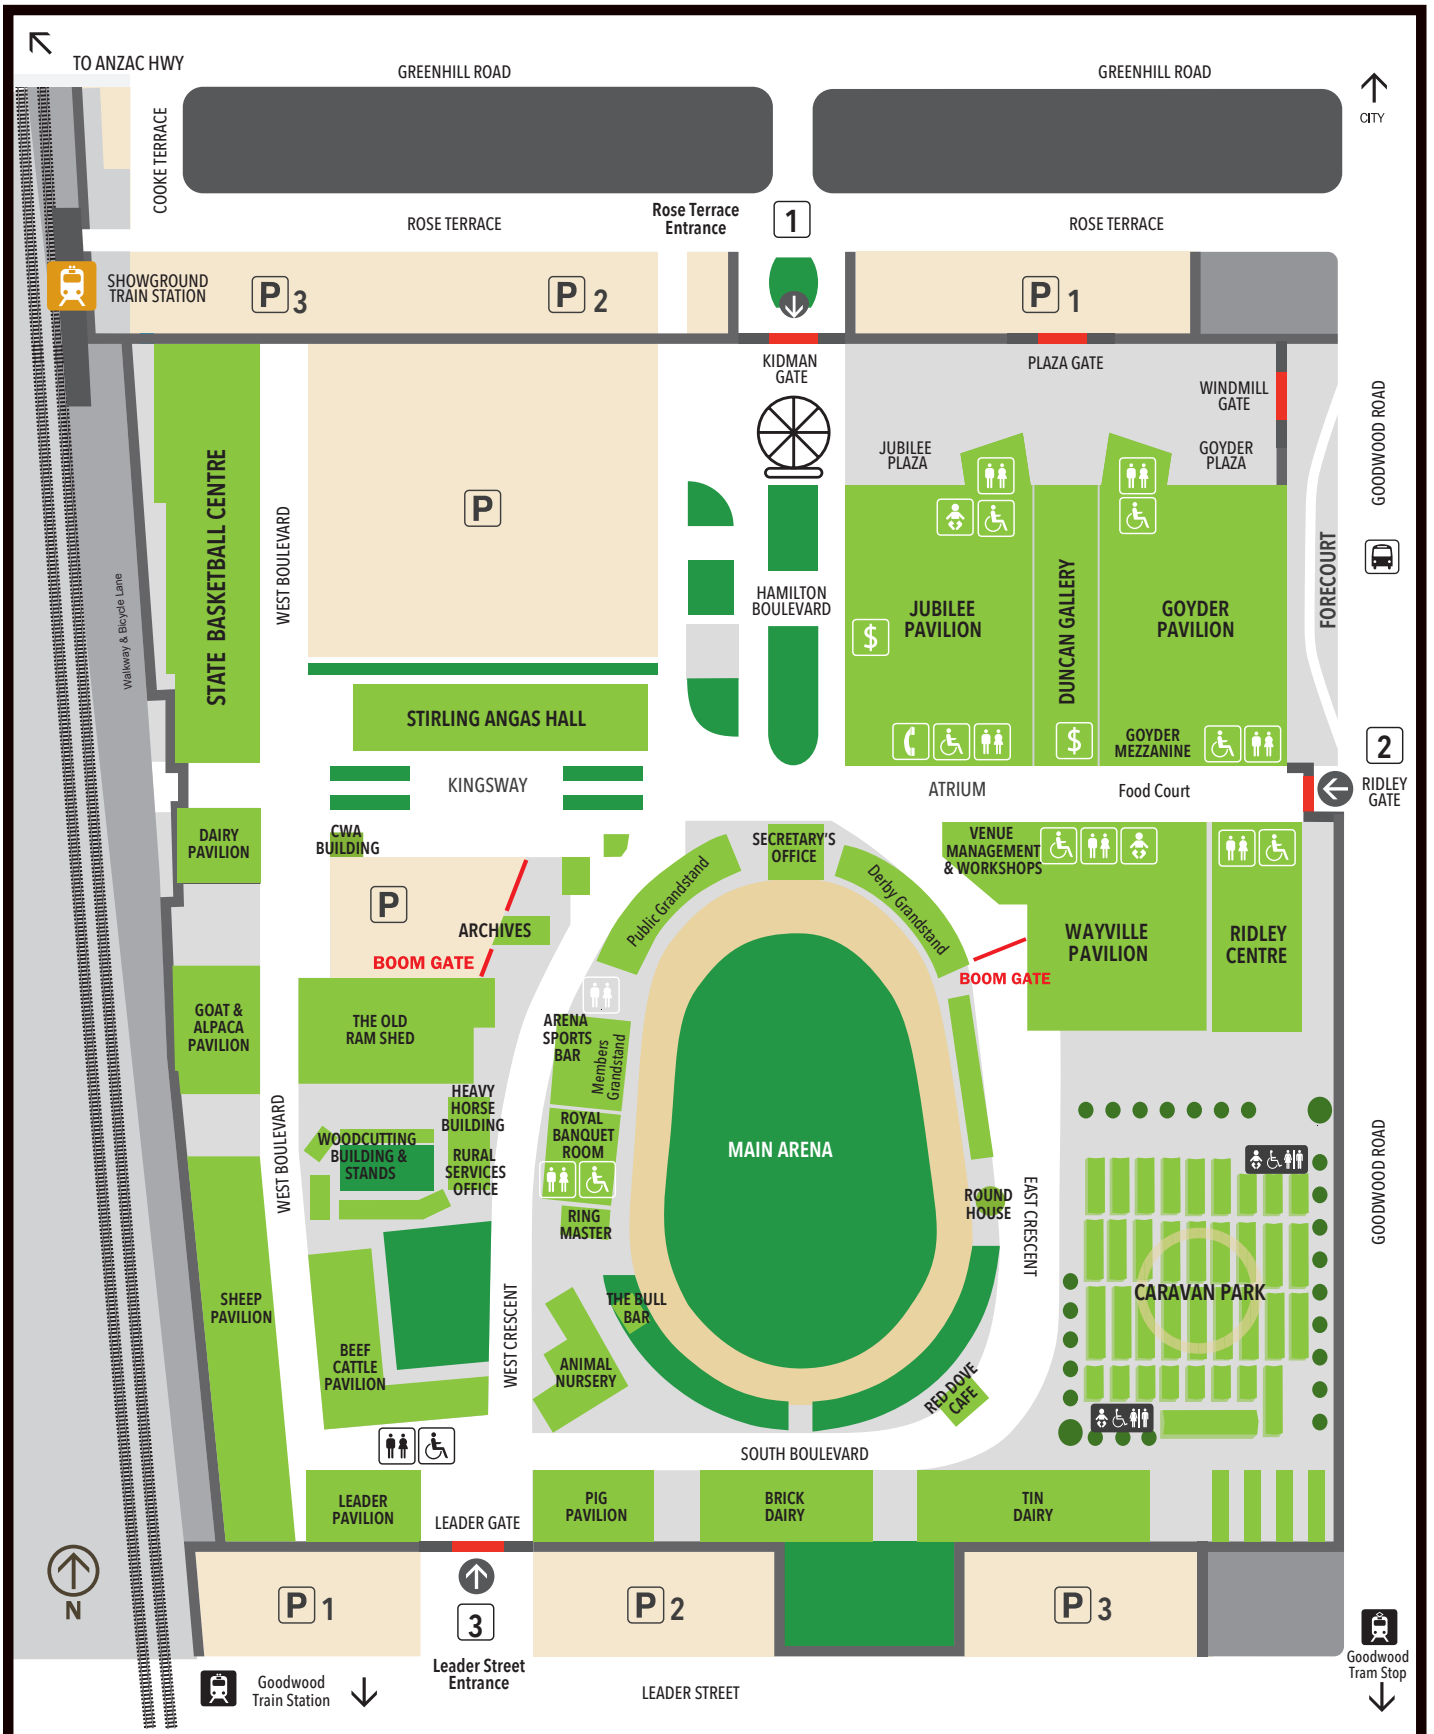 TO ANZAC HWY
GREENHILL ROAD
GREENHILL ROAD
CITY
COOKE TERRACE
Rose Terrace
Entrance
1
ROSE TERRACE
ROSE TERRACE
SHOWGROUND
TRAIN STATION
P 3
P 2
P 1
KIDMAN
GATE
PLAZA GATE
WINDMILL
GATE
JUBILEE
PLAZA
GOYDER
PLAZA
GOODWOOD ROAD
STATE BASKETBALL CENTRE
WEST BOULEVARD
P
Walkway & Bicycle Lane
HAMILTON
BOULEVARD
JUBILEE
PAVILION
$
DUNCAN GALLERY
$
GOYDER
PAVILION
FORECOURT
STIRLING ANGAS HALL
GOYDER
MEZZANINE
2
RIDLEY
GATE
KINGSWAY
ATRIUM
Food Court
DAIRY
PAVILION
CWA
BUILDING
SECRETARY'S
OFFICE
VENUE
MANAGEMENT
& WORKSHOPS
Public Grandstand
Derby Grandstand
P
ARCHIVES
BOOM GATE
BOOM GATE
WAYVILLE
PAVILION
RIDLEY
CENTRE
GOAT &
ALPACA
PAVILION
THE OLD
RAM SHED
ARENA
SPORTS
BAR
Members
Grandstand
HEAVY
HORSE
BUILDING
ROYAL
BANQUET
ROOM
WOODCUTTING
BUILDING &
STANDS
RURAL
SERVICES
OFFICE
MAIN ARENA
WEST BOULEVARD
GOODWOOD ROAD
RING
MASTER
ROUND
HOUSE
EAST CRESCENT
SHEEP
PAVILION
THE BULL
BAR
CARAVAN PARK
BEEF
CATTLE
PAVILION
WEST CRESCENT
ANIMAL
NURSERY
RED DOVE
CAFE
SOUTH BOULEVARD
LEADER
PAVILION
LEADER GATE
PIG
PAVILION
BRICK
DAIRY
TIN
DAIRY
N
P 1
3
P 2
P 3
Leader Street
Entrance
Goodwood
Train Station
LEADER STREET
Goodwood
Tram Stop